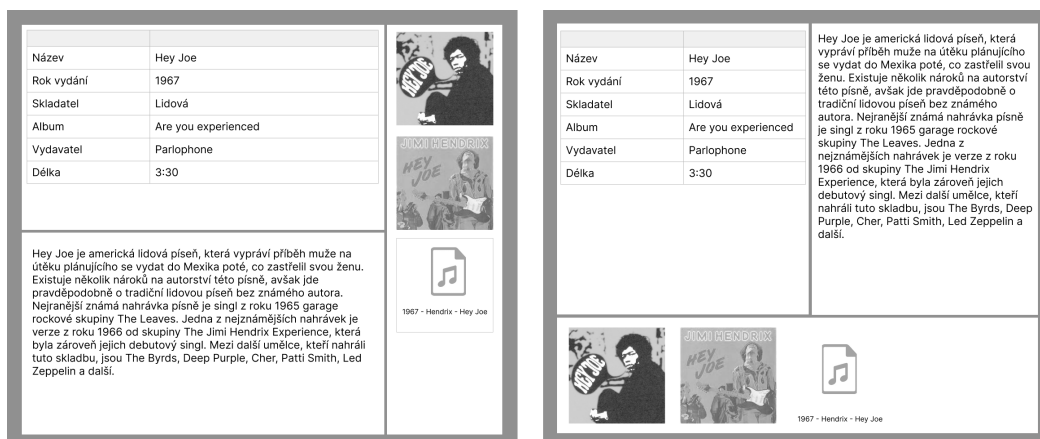 Název Hey Joe
Rok vydání 1967
Skladatel Lidová
Album Are you experienced
Vydavatel Parlophone
Délka 3:30
HEY JOE
JIMI HENDRIX
HEY
JOE
1967 - Hendrix - Hey Joe
Hey Joe je americká lidová píseň, která vypráví příběh muže na
útěku plánujícího se vydat do Mexika poté, co zastřelil svou ženu.
Existuje několik nároků na autorství této písně, avšak jde
pravděpodobně o tradiční lidovou píseň bez známého autora.
Nejranější známá nahrávka písně je singl z roku 1965 garage
rockové skupiny The Leaves. Jedna z nejznámějších nahrávek je
verze z roku 1966 od skupiny The Jimi Hendrix Experience, která
byla zároveň jejich debutový singl. Mezi další umělce, kteří nahráli
tuto skladbu, jsou The Byrds, Deep Purple, Cher, Patti Smith, Led
Zeppelin a další.
Název Hey Joe
Rok vydání 1967
Skladatel Lidová
Album Are you experienced
Vydavatel Parlophone
Délka 3:30
Hey Joe je americká lidová píseň, která
vypráví příběh muže na útěku plánujícího
se vydat do Mexika poté, co zastřelil svou
ženu. Existuje několik nároků na autorství
této písně, avšak jde pravděpodobně o
tradiční lidovou píseň bez známého
autora. Nejranější známá nahrávka písně
je singl z roku 1965 garage rockové
skupiny The Leaves. Jedna z
nejznámějších nahrávek je verze z roku
1966 od skupiny The Jimi Hendrix
Experience, která byla zároveň jejich
debutový singl. Mezi další umělce, kteří
nahráli tuto skladbu, jsou The Byrds, Deep
Purple, Cher, Patti Smith, Led Zeppelin a
další.
HEY JOE
JIMI HENDRIX
HEY
JOE
1967 - Hendrix - Hey Joe